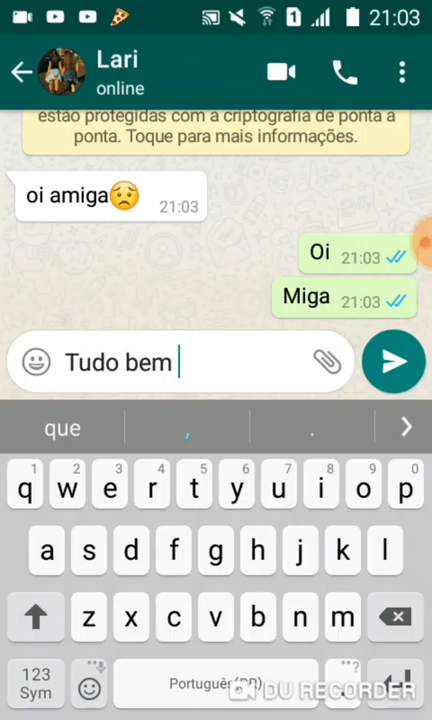 21:03
Lari
online
estão protegidas com a criptografia de ponta a
ponta. Toque para mais informações.
oi amiga😟 21:03
Oi 21:03
Miga 21:03
Tudo bem
que , .
1 2 3 4 5 6 7 8 9 0
q w e r t y u i o p
a s d f g h j k l
z x c v b n m
123
Sym
Português(BR)
DU RECORDER